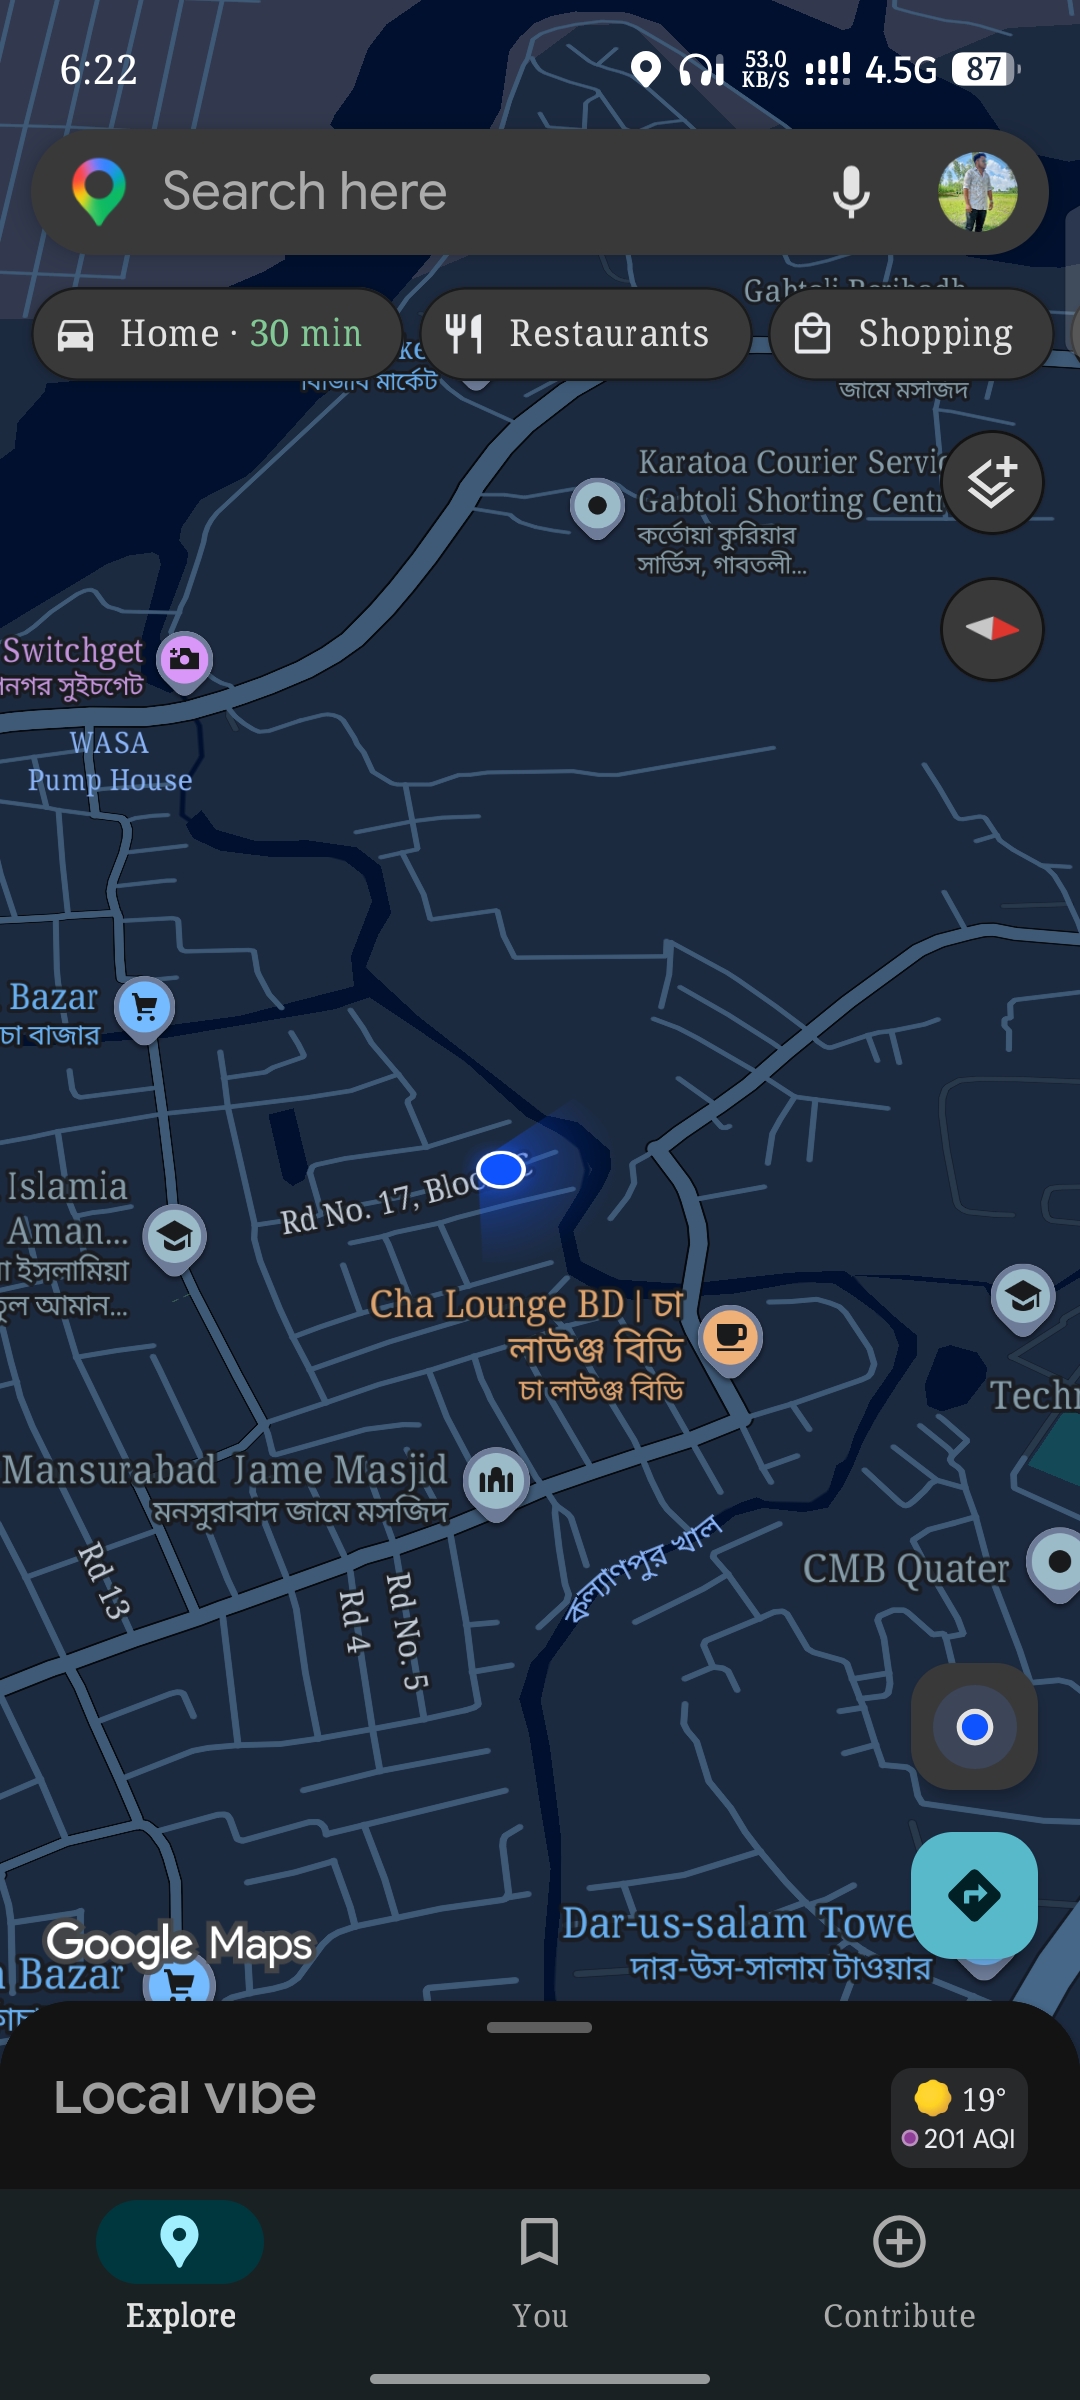 6:22
53.0
KB/S
4.5G
87
Search here
Home · 30 min
Restaurants
Shopping
মার্কেট
জামে মসজিদ
Karatoa Courier Servic
Gabtoli Shorting Centr
কর্তোয়া কুরিয়ার
সার্ভিস, গাবতলী...
Switchget
নগর সুইচগেট
WASA
Pump House
Bazar
চা বাজার
Rd No. 17, Bloc
Islamia
Aman...
ইসলামিয়া
তুল আমান...
Cha Lounge BD | চা
লাউঞ্জ বিডি
চা লাউঞ্জ বিডি
Techn
Mansurabad Jame Masjid
মনসুরাবাদ জামে মসজিদ
কল্যাণপুর খাল
CMB Quater
Rd 13
Rd 4
Rd No. 5
Dar-us-salam Towe
দার-উস-সালাম টাওয়ার
Google Maps
Bazar
Local vibe
19°
201 AQI
Explore
You
Contribute